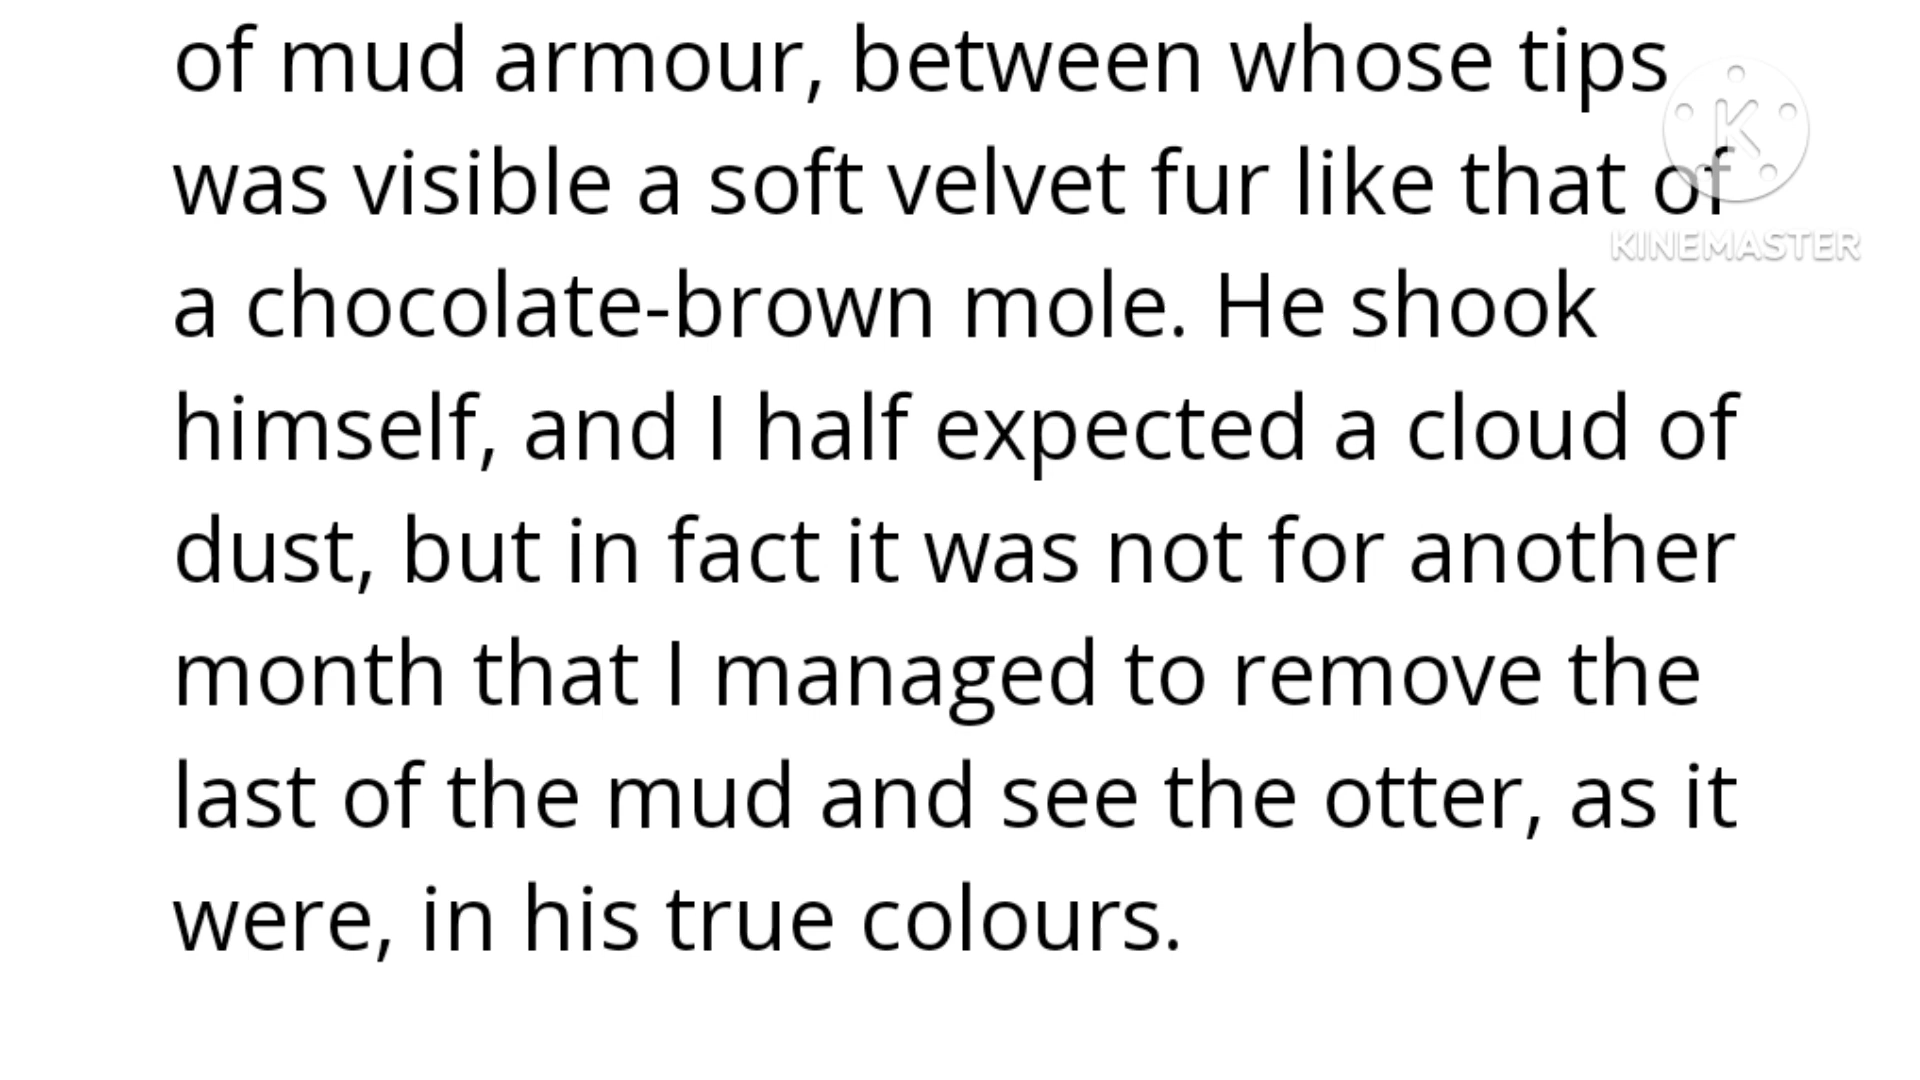 of mud armour, between whose tips
was visible a soft velvet fur like that of
KINEMASTER
a chocolate-brown mole. He shook
himself, and I half expected a cloud of
dust, but in fact it was not for another
month that I managed to remove the
last of the mud and see the otter, as it
were, in his true colours.